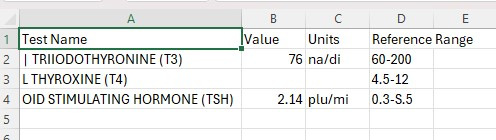 A B C D E
1 Test Name Value Units Reference Range
2 | TRIIODOTHYRONINE (T3) 76 na/di 60-200
3 L THYROXINE (T4) 4.5-12
4 OID STIMULATING HORMONE (TSH) 2.14 plu/mi 0.3-S.5
5